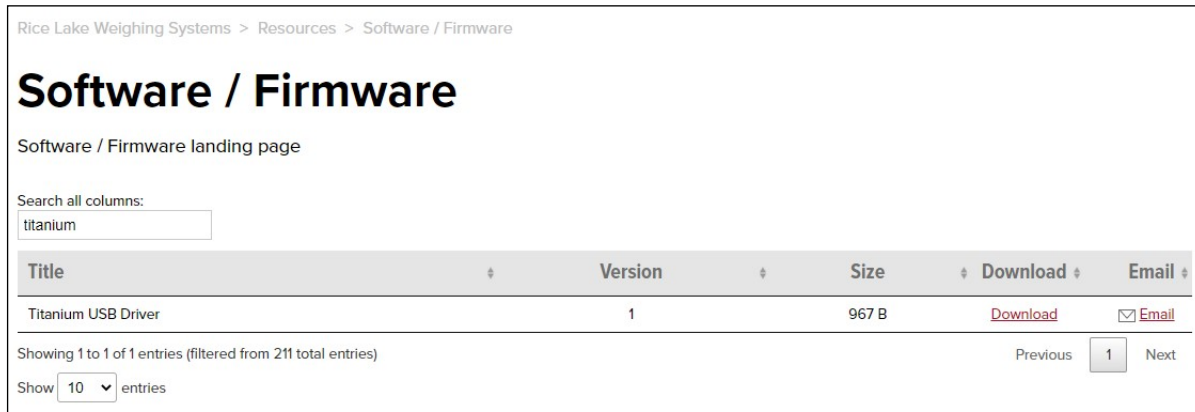 Rice Lake Weighing Systems > Resources > Software / Firmware
Software / Firmware
Software / Firmware landing page
Search all columns:
titanium
Title Version Size Download Email
Titanium USB Driver 1 967 B Download Email
Showing 1 to 1 of 1 entries (filtered from 211 total entries) Previous 1 Next
Show 10 entries